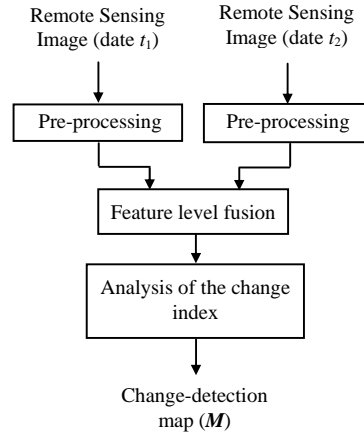 Remote Sensing
Image (date t1)
Remote Sensing
Image (date t2)
Pre-processing
Pre-processing
Feature level fusion
Analysis of the change
index
Change-detection
map (M)